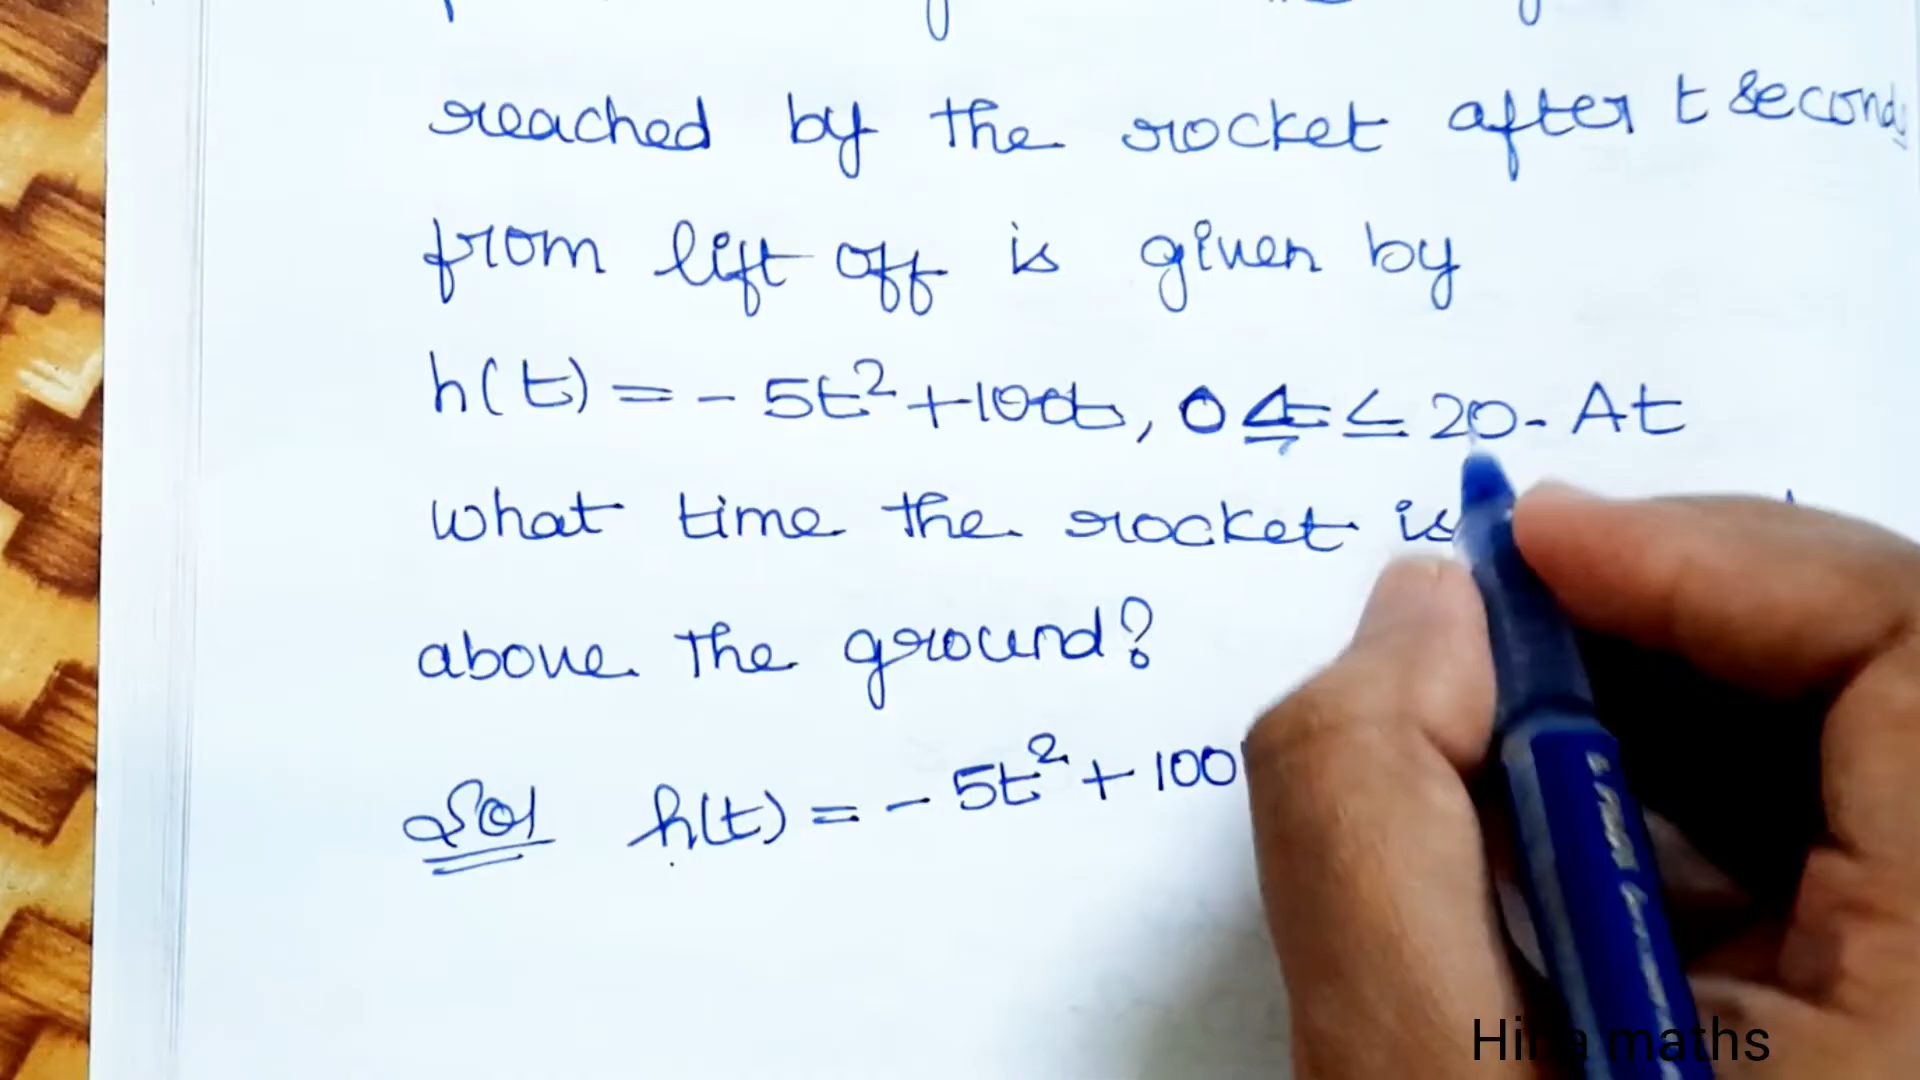 reached by the rocket after t seconds
from lift off is given by
h(t) = - 5t² + 100t, 0 ≤ t ≤ 20. At
what time the rocket is
above the ground?
Sol h(t) = - 5t² + 100
Hina maths